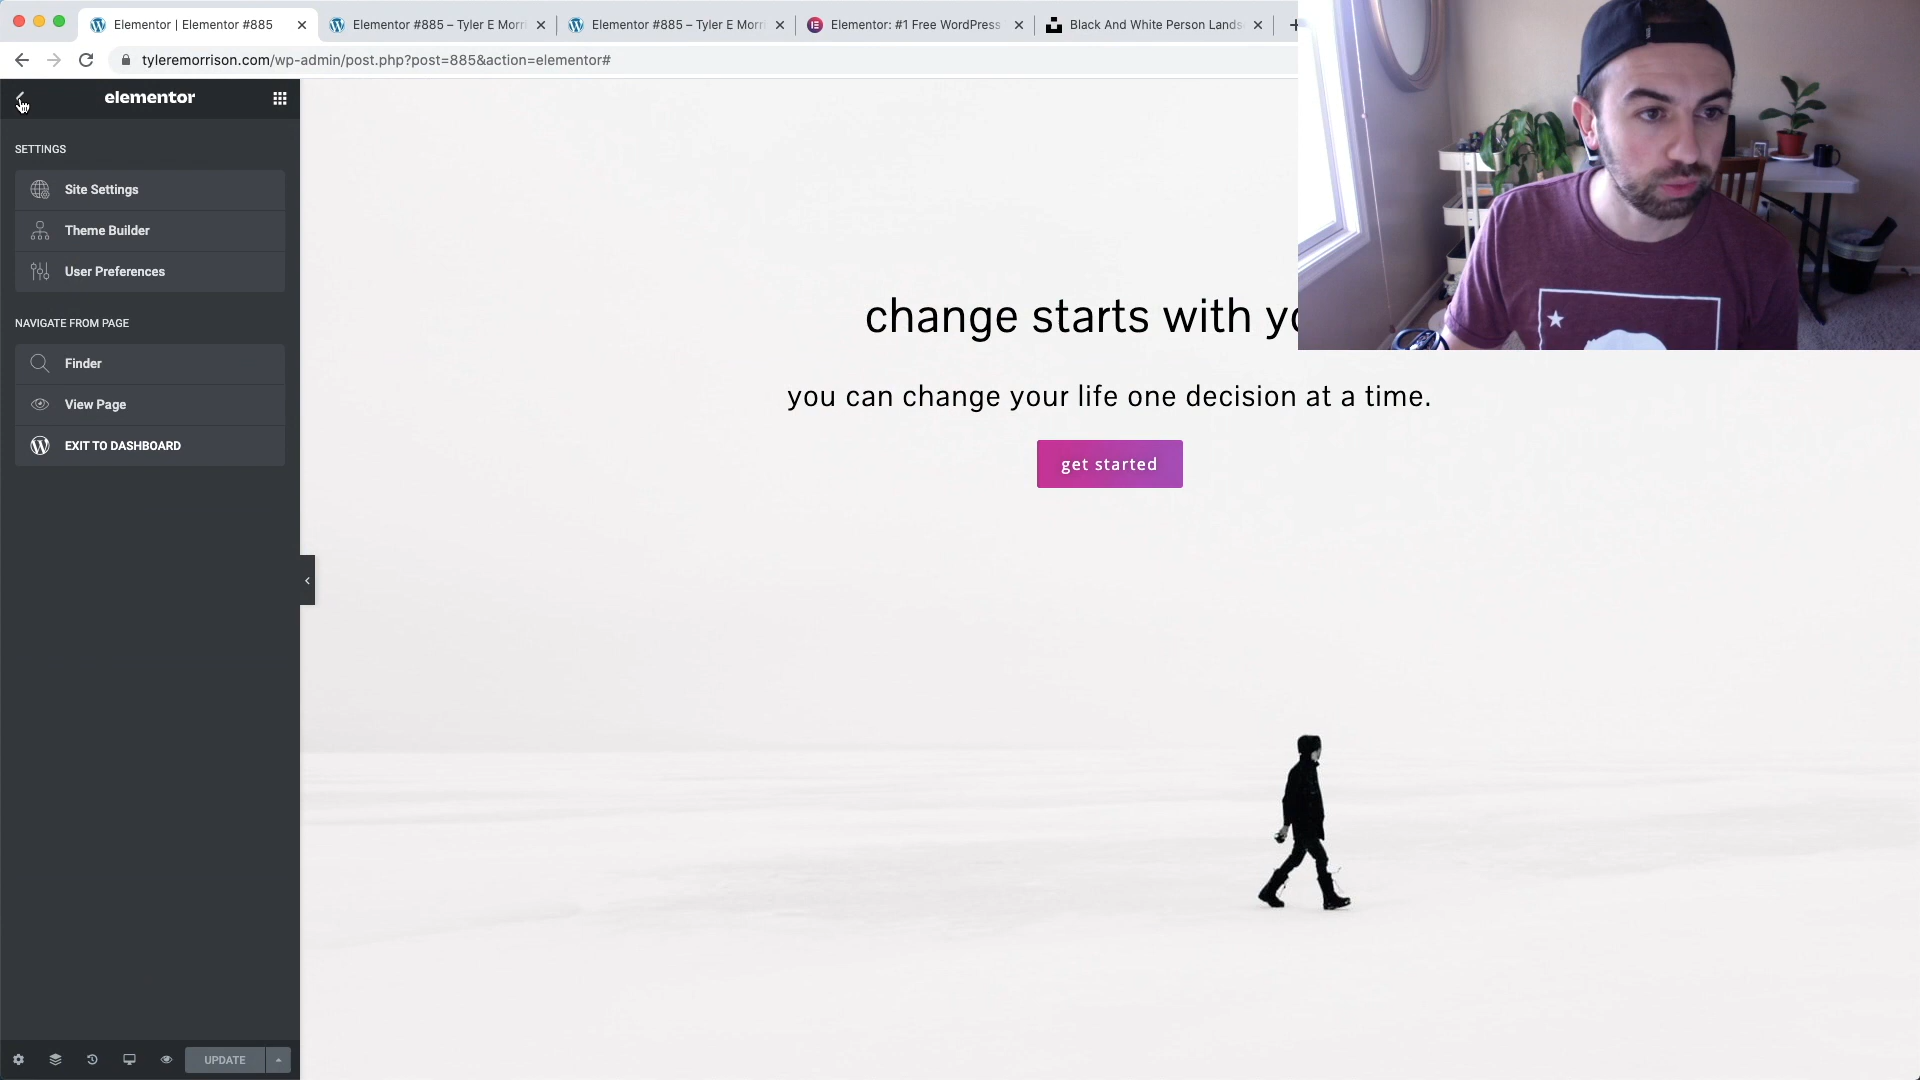 Elementor | Elementor #885
Elementor #885 – Tyler E Morri
Elementor #885 – Tyler E Morri
Elementor: #1 Free WordPress
Black And White Person Lands
tyleremorrison.com/wp-admin/post.php?post=885&action=elementor#
elementor
SETTINGS
Site Settings
Theme Builder
User Preferences
NAVIGATE FROM PAGE
Finder
View Page
EXIT TO DASHBOARD
UPDATE
change starts with yo
you can change your life one decision at a time.
get started